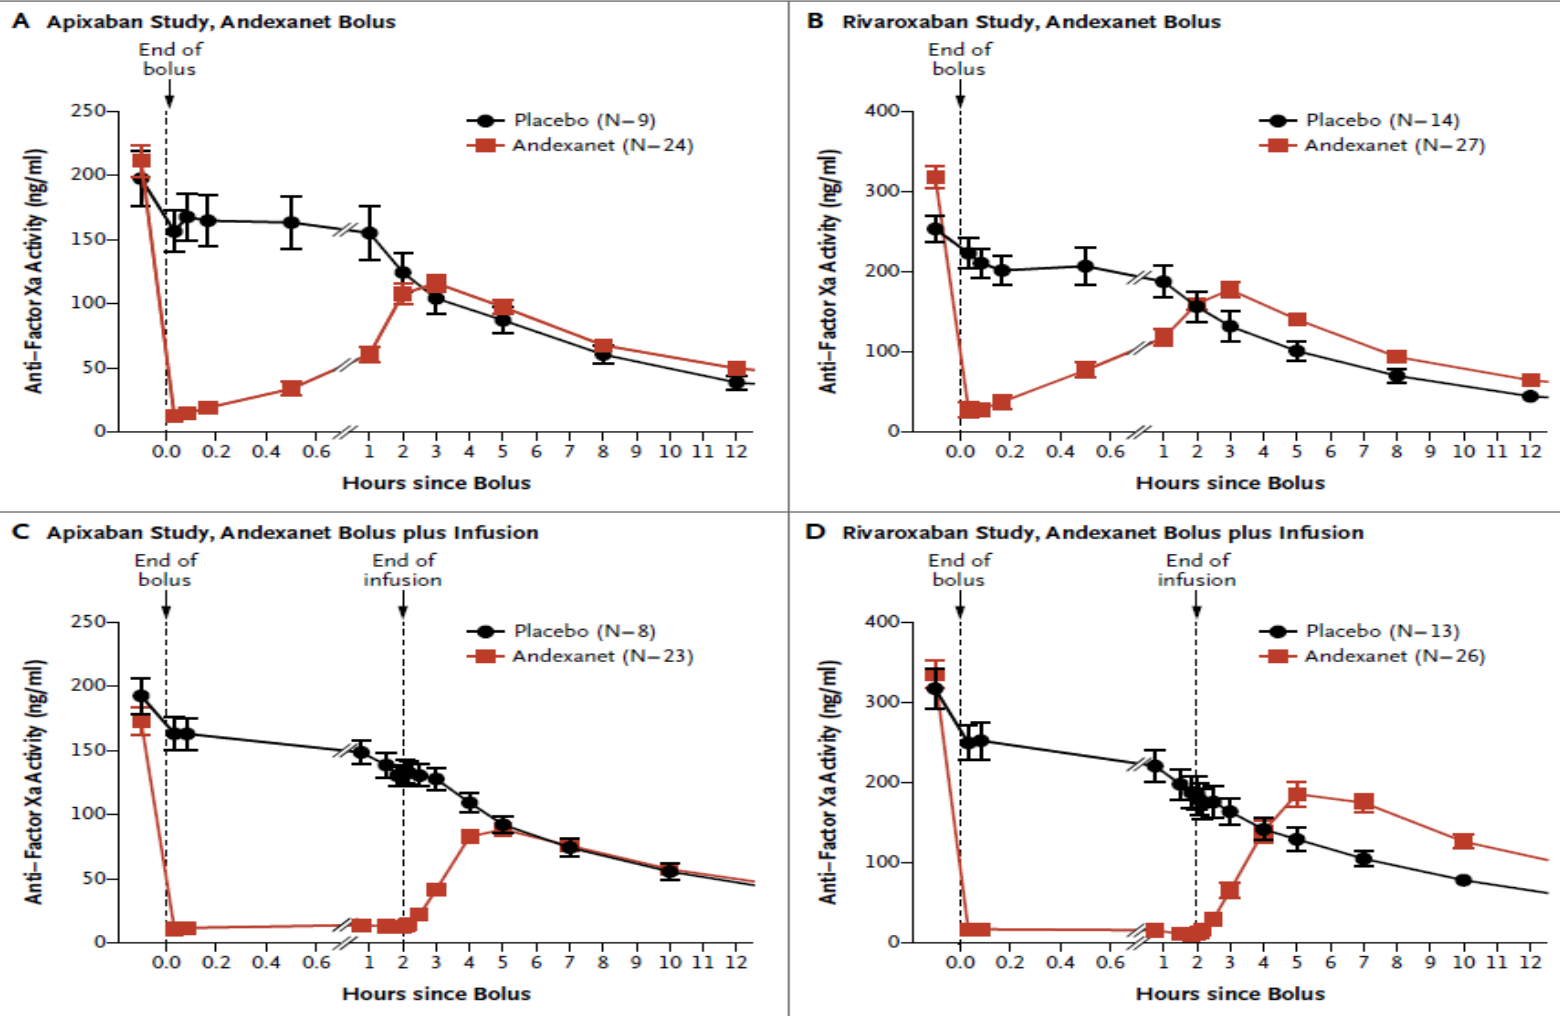 A Apixaban Study, Andexanet Bolus
End of
bolus
250
200
150
100
50
0
Anti–Factor Xa Activity (ng/ml)
Placebo (N–9)
Andexanet (N–24)
0.0 0.2 0.4 0.6 1 2 3 4 5 6 7 8 9 10 11 12
Hours since Bolus
B Rivaroxaban Study, Andexanet Bolus
End of
bolus
400
300
200
100
0
Anti–Factor Xa Activity (ng/ml)
Placebo (N–14)
Andexanet (N–27)
0.0 0.2 0.4 0.6 1 2 3 4 5 6 7 8 9 10 11 12
Hours since Bolus
C Apixaban Study, Andexanet Bolus plus Infusion
End of
bolus
End of
infusion
250
200
150
100
50
0
Anti–Factor Xa Activity (ng/ml)
Placebo (N–8)
Andexanet (N–23)
0.0 0.2 0.4 0.6 1 2 3 4 5 6 7 8 9 10 11 12
Hours since Bolus
D Rivaroxaban Study, Andexanet Bolus plus Infusion
End of
bolus
End of
infusion
400
300
200
100
0
Anti–Factor Xa Activity (ng/ml)
Placebo (N–13)
Andexanet (N–26)
0.0 0.2 0.4 0.6 1 2 3 4 5 6 7 8 9 10 11 12
Hours since Bolus